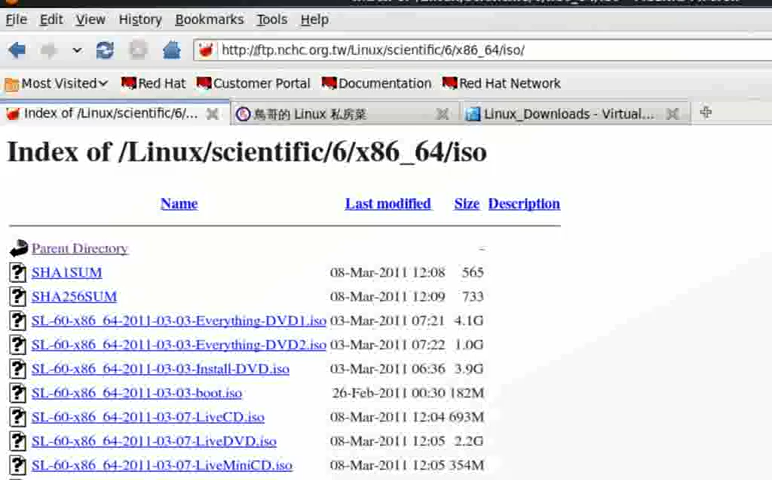 File Edit View History Bookmarks Tools Help
http://ftp.nchc.org.tw/Linux/scientific/6/x86_64/iso/
Most Visited Red Hat Customer Portal Documentation Red Hat Network
Index of /Linux/scientific/6/... 鳥哥的 Linux 私房菜 Linux_Downloads - Virtual...
Index of /Linux/scientific/6/x86_64/iso
Name Last modified Size Description
Parent Directory -
SHA1SUM 08-Mar-2011 12:08 565
SHA256SUM 08-Mar-2011 12:09 733
SL-60-x86_64-2011-03-03-Everything-DVD1.iso 03-Mar-2011 07:21 4.1G
SL-60-x86_64-2011-03-03-Everything-DVD2.iso 03-Mar-2011 07:22 1.0G
SL-60-x86_64-2011-03-03-Install-DVD.iso 03-Mar-2011 06:36 3.9G
SL-60-x86_64-2011-03-03-boot.iso 26-Feb-2011 00:30 182M
SL-60-x86_64-2011-03-07-LiveCD.iso 08-Mar-2011 12:04 693M
SL-60-x86_64-2011-03-07-LiveDVD.iso 08-Mar-2011 12:05 2.2G
SL-60-x86_64-2011-03-07-LiveMiniCD.iso 08-Mar-2011 12:05 354M